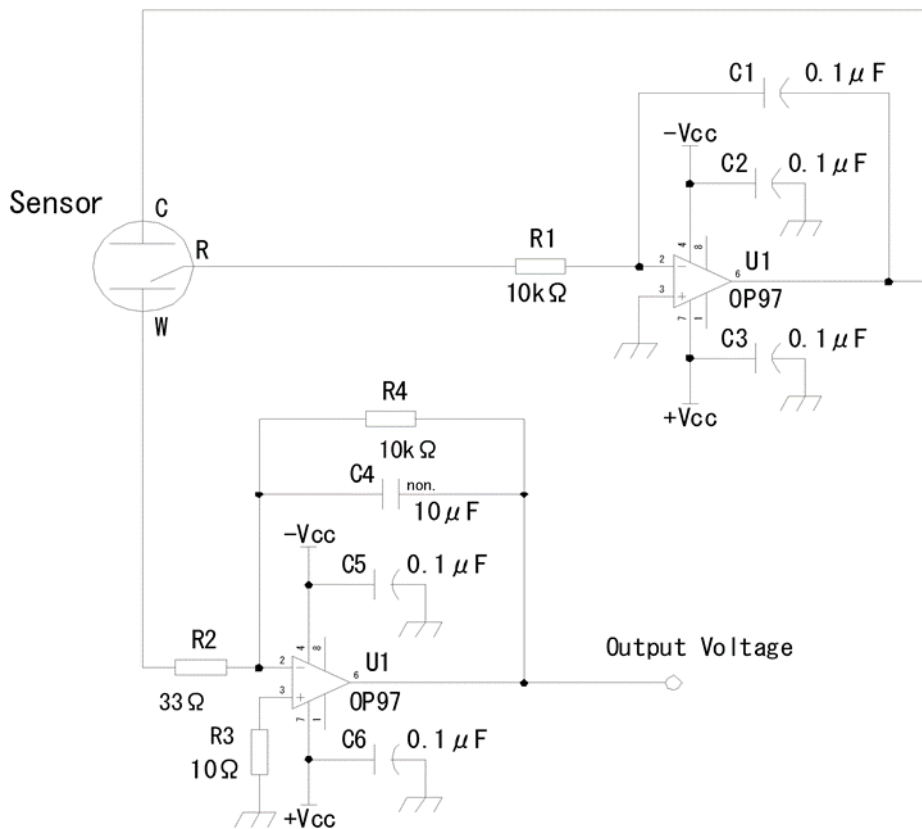 C1 0.1μF
-Vcc
C2 0.1μF
Sensor
C
R
W
R1
10kΩ
2
3
4
8
6
7
1
U1
OP97
C3 0.1μF
+Vcc
R4
10kΩ
C4 non.
10μF
-Vcc
C5 0.1μF
R2
33Ω
2
3
4
8
6
7
1
U1
OP97
Output Voltage
R3
10Ω
C6 0.1μF
+Vcc